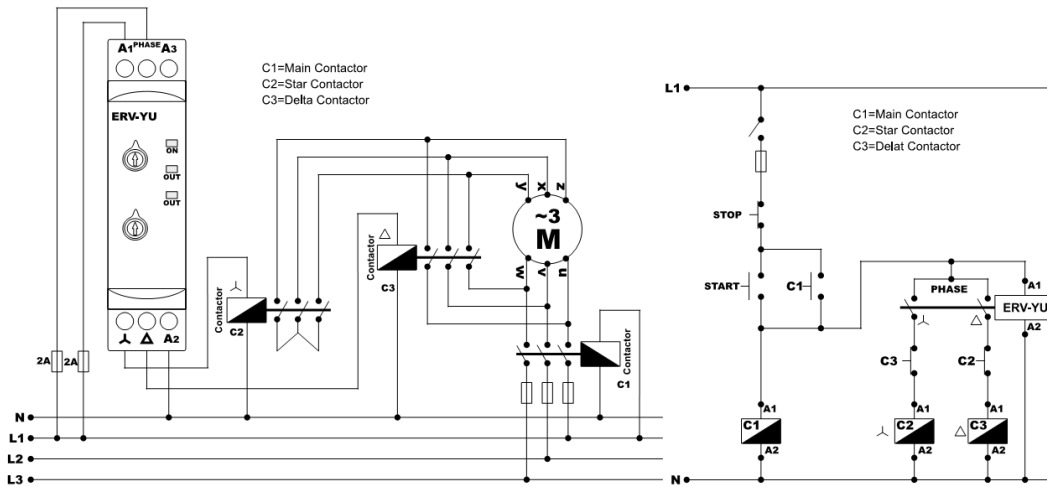 A1 PHASE A3
ERV-YU
ON
OUT
OUT
A2
2A
2A
N
L1
L2
L3
C1=Main Contactor
C2=Star Contactor
C3=Delta Contactor
Contactor
C2
Contactor
C3
y x z
~3
M
w v u
Contactor
C1
L1
C1=Main Contactor
C2=Star Contactor
C3=Delat Contactor
STOP
START
C1
PHASE
A1
ERV-YU
A2
C3
C2
A1
C1
A2
A1
C2
A2
A1
C3
A2
N